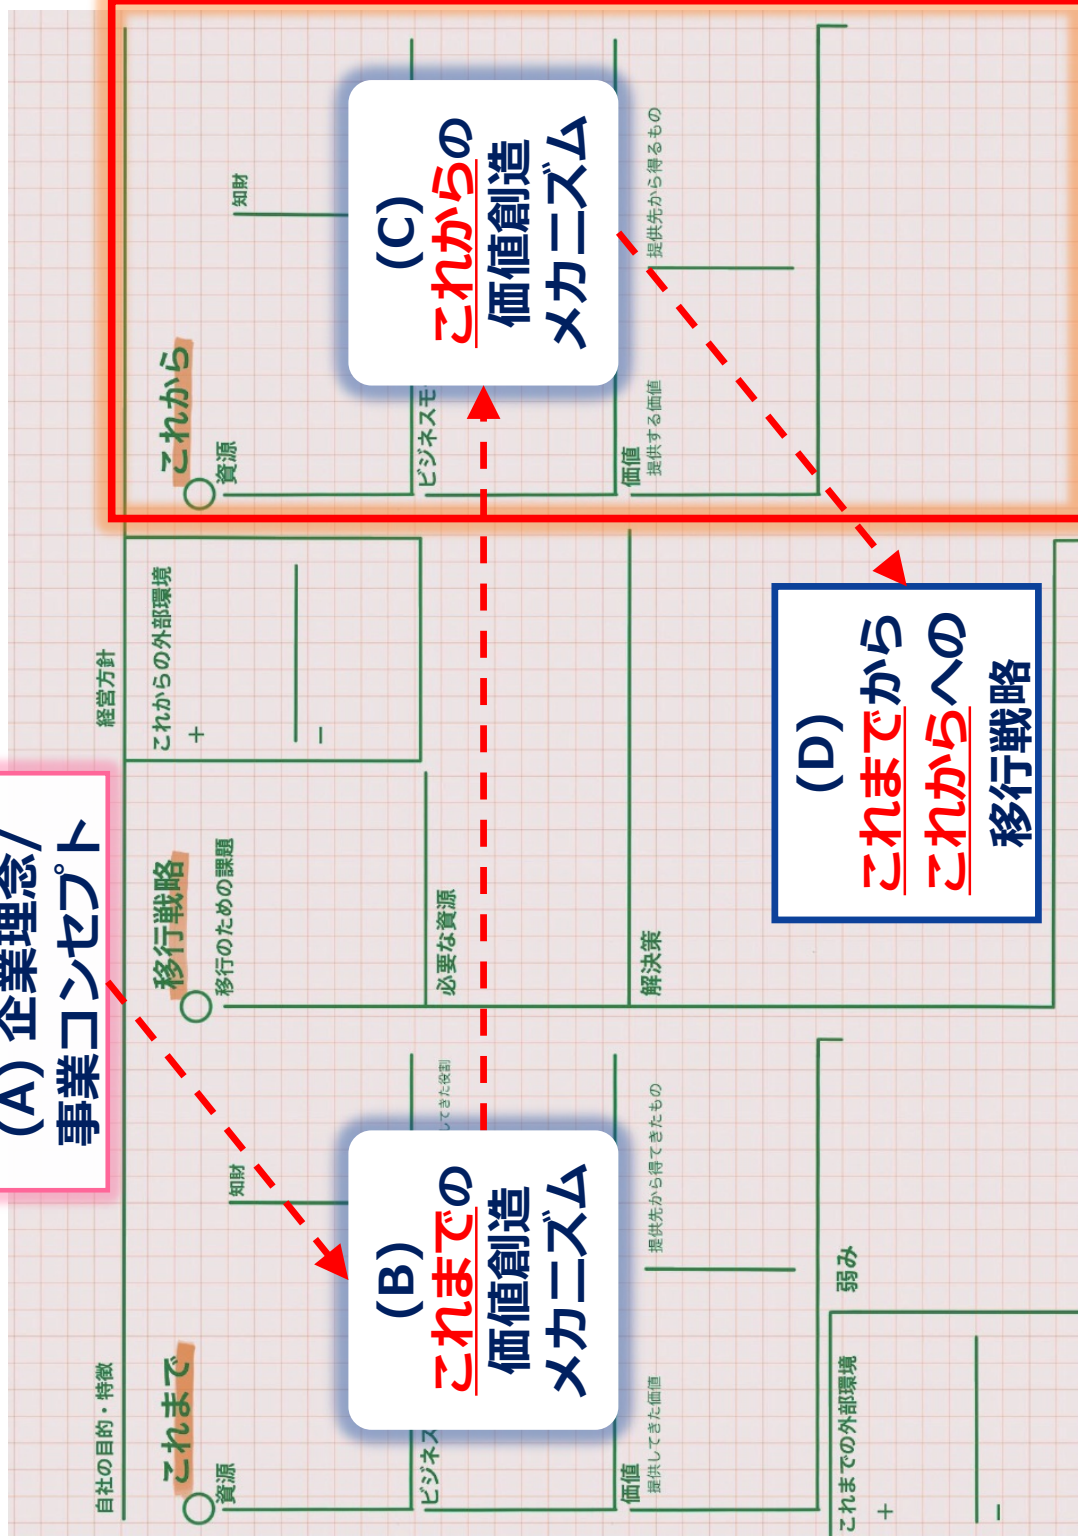 (A) 企業理念/
事業コンセプト
自社の目的・特徴
経営方針
これまで
資源
知財
ビジネス
してきた役割
(B)
これまでの
価値創造
メカニズム
価値
提供してきた価値
提供先から得てきたもの
これまでの外部環境
+
−
弱み
移行戦略
移行のための課題
必要な資源
解決策
これからの外部環境
+
−
(D)
これまでから
これからへの
移行戦略
これから
資源
知財
ビジネスモ
(C)
これからの
価値創造
メカニズム
価値
提供する価値
提供先から得るもの